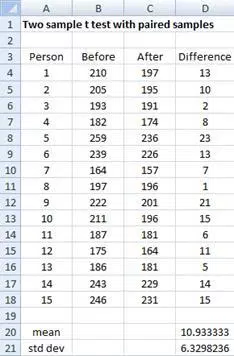 A B C D
1 Two sample t test with paired samples
2
3 Person Before After Difference
4 1 210 197 13
5 2 205 195 10
6 3 193 191 2
7 4 182 174 8
8 5 259 236 23
9 6 239 226 13
10 7 164 157 7
11 8 197 196 1
12 9 222 201 21
13 10 211 196 15
14 11 187 181 6
15 12 175 164 11
16 13 186 181 5
17 14 243 229 14
18 15 246 231 15
19
20 mean 10.933333
21 std dev 6.3298236